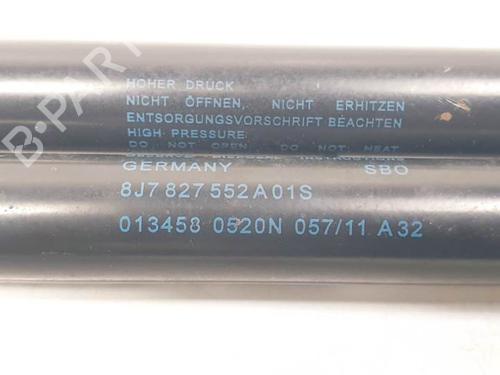 HOHER DRUCK
NICHT ÖFFNEN, NICHT ERHITZEN
ENTSORGUNGSVORSCHRIFT BEACHTEN
HIGH PRESSURE
DO NOT OPEN DO NOT HEAT
GERMANY SBO
8J7 827 552 A 01S
013458 0520N 057/11 A32
B-PARTS